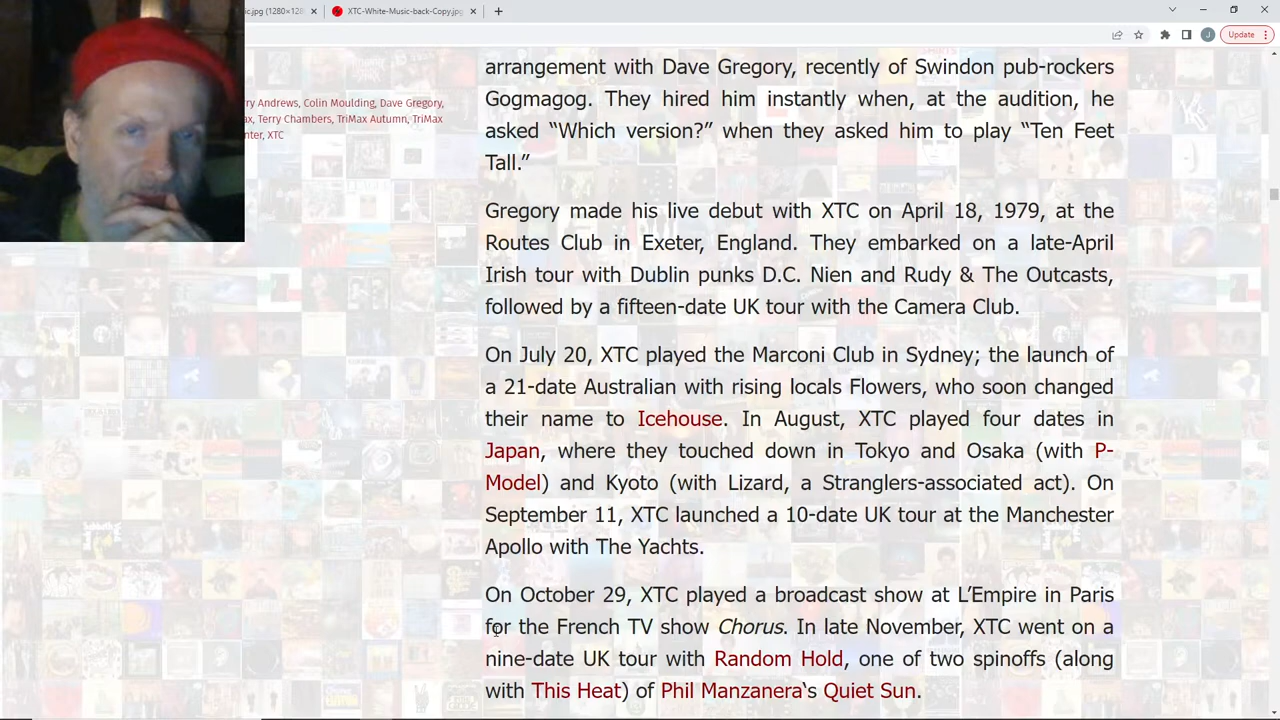 ic.jpg (1280×128
XTC-White-Music-back-Copy.jpg
Update
J
ry Andrews, Colin Moulding, Dave Gregory,
ax, Terry Chambers, TriMax Autumn, TriMax
nter, XTC
arrangement with Dave Gregory, recently of Swindon pub-rockers
Gogmagog. They hired him instantly when, at the audition, he
asked “Which version?” when they asked him to play “Ten Feet
Tall.”
Gregory made his live debut with XTC on April 18, 1979, at the
Routes Club in Exeter, England. They embarked on a late-April
Irish tour with Dublin punks D.C. Nien and Rudy & The Outcasts,
followed by a fifteen-date UK tour with the Camera Club.
On July 20, XTC played the Marconi Club in Sydney; the launch of
a 21-date Australian with rising locals Flowers, who soon changed
their name to Icehouse. In August, XTC played four dates in
Japan, where they touched down in Tokyo and Osaka (with P-
Model) and Kyoto (with Lizard, a Stranglers-associated act). On
September 11, XTC launched a 10-date UK tour at the Manchester
Apollo with The Yachts.
On October 29, XTC played a broadcast show at L’Empire in Paris
for the French TV show Chorus. In late November, XTC went on a
nine-date UK tour with Random Hold, one of two spinoffs (along
with This Heat) of Phil Manzanera‘s Quiet Sun.